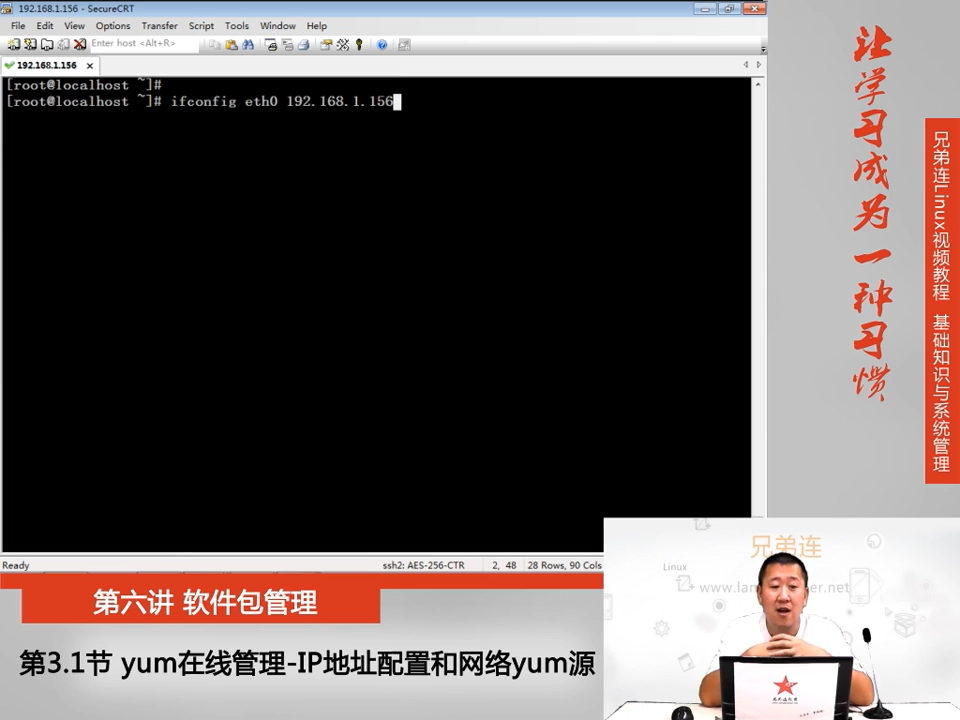 192.168.1.156 - SecureCRT
File Edit View Options Transfer Script Tools Window Help
Enter host <Alt+R>
192.168.1.156
[root@localhost ~]#
[root@localhost ~]# ifconfig eth0 192.168.1.156
Ready ssh2: AES-256-CTR 2, 48 28 Rows, 90 Cols
让学习成为一种习惯
兄弟连Linux视频教程 基础知识与系统管理
第六讲 软件包管理
第3.1节 yum在线管理-IP地址配置和网络yum源
兄弟连
Linux